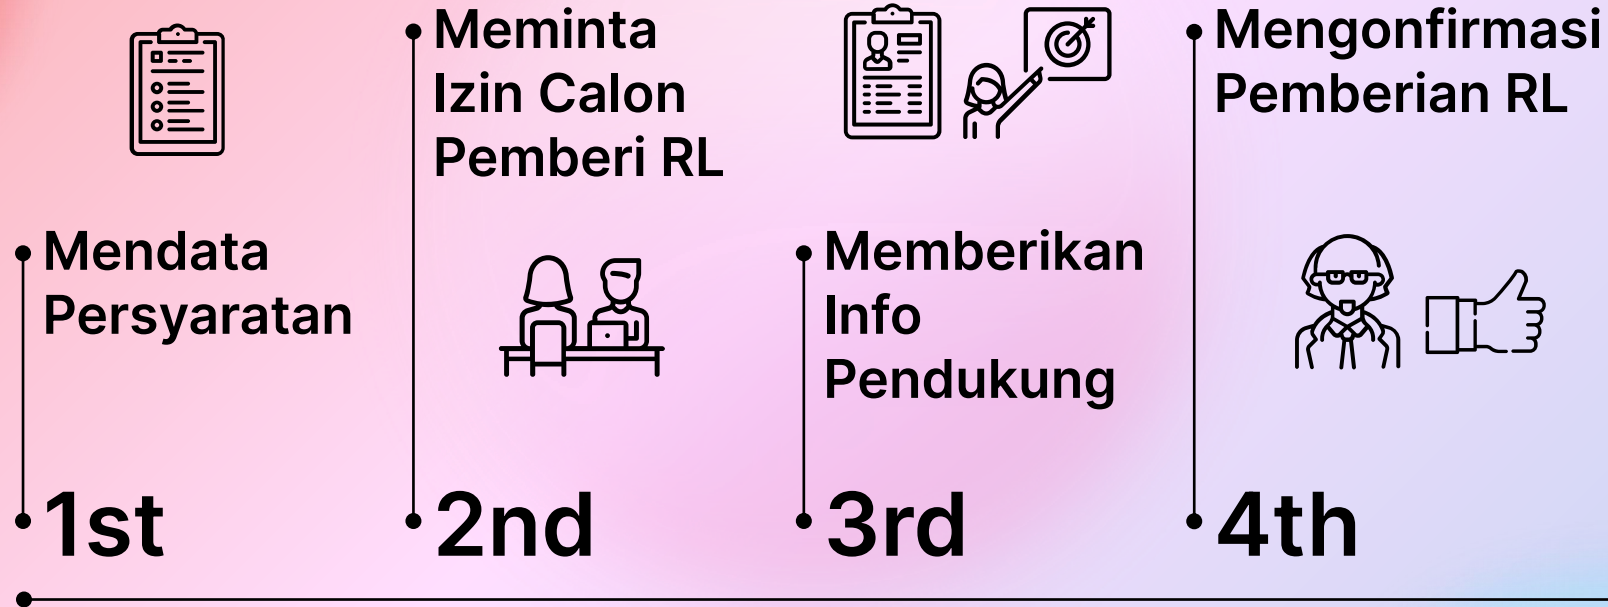 Mendata
Persyaratan
1st
Meminta
Izin Calon
Pemberi RL
2nd
Memberikan
Info
Pendukung
3rd
Mengonfirmasi
Pemberian RL
4th